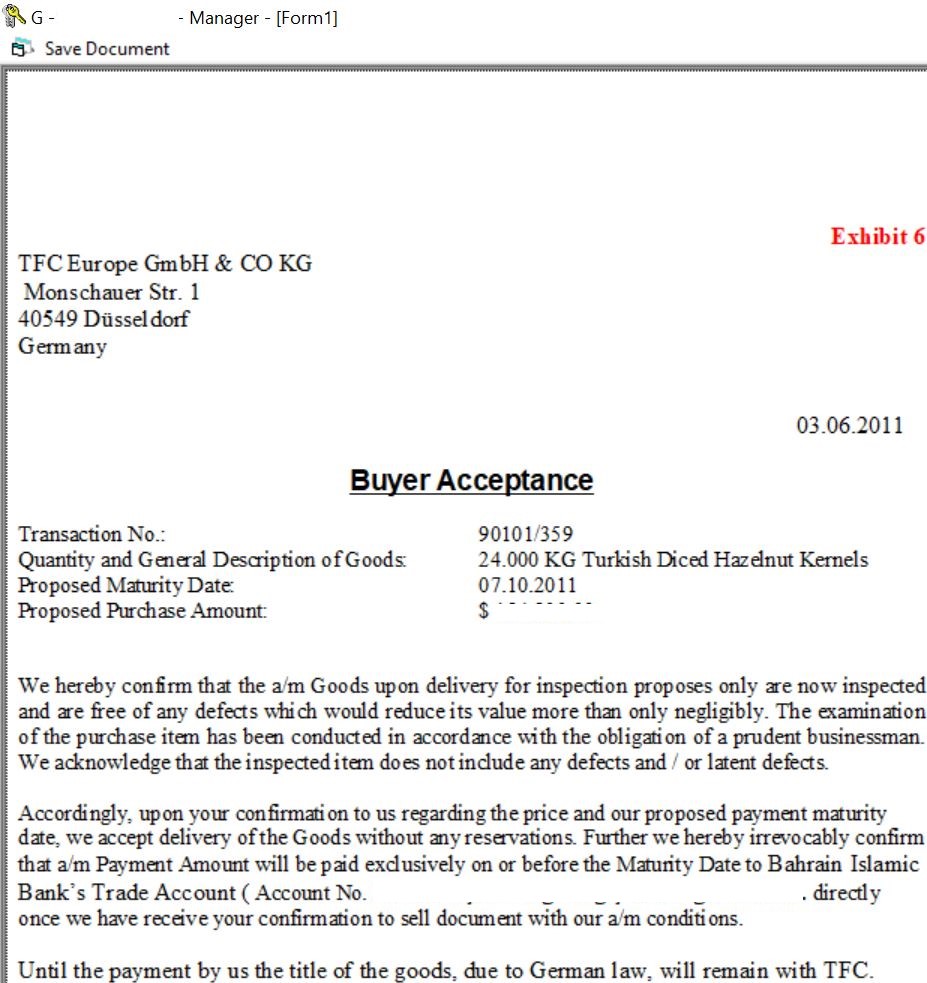 G -                         - Manager - [Form1]
Save Document
Exhibit 6
TFC Europe GmbH & CO KG
Monschauer Str. 1
40549 Düsseldorf
Germany
03.06.2011
Buyer Acceptance
Transaction No.: 90101/359
Quantity and General Description of Goods: 24.000 KG Turkish Diced Hazelnut Kernels
Proposed Maturity Date: 07.10.2011
Proposed Purchase Amount: $
We hereby confirm that the a/m Goods upon delivery for inspection proposes only are now inspected
and are free of any defects which would reduce its value more than only negligibly. The examination
of the purchase item has been conducted in accordance with the obligation of a prudent businessman.
We acknowledge that the inspected item does not include any defects and / or latent defects.
Accordingly, upon your confirmation to us regarding the price and our proposed payment maturity
date, we accept delivery of the Goods without any reservations. Further we hereby irrevocably confirm
that a/m Payment Amount will be paid exclusively on or before the Maturity Date to Bahrain Islamic
Bank's Trade Account ( Account No. . directly
once we have receive your confirmation to sell document with our a/m conditions.
Until the payment by us the title of the goods, due to German law, will remain with TFC.